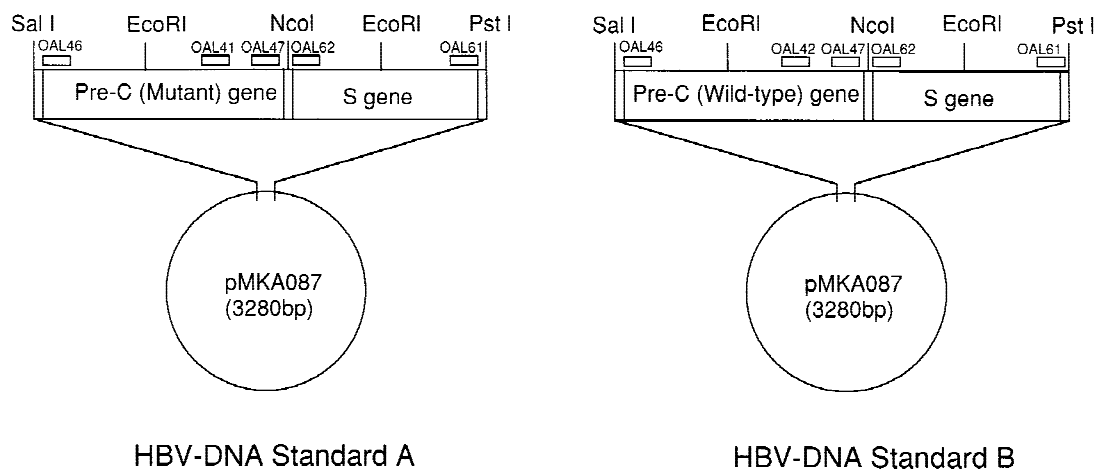 Sal I EcoRI NcoI EcoRI Pst I
OAL46 OAL41 OAL47 OAL62 OAL61
Pre-C (Mutant) gene S gene
pMKA087
(3280bp)
HBV-DNA Standard A
Sal I EcoRI NcoI EcoRI Pst I
OAL46 OAL42 OAL47 OAL62 OAL61
Pre-C (Wild-type) gene S gene
pMKA087
(3280bp)
HBV-DNA Standard B